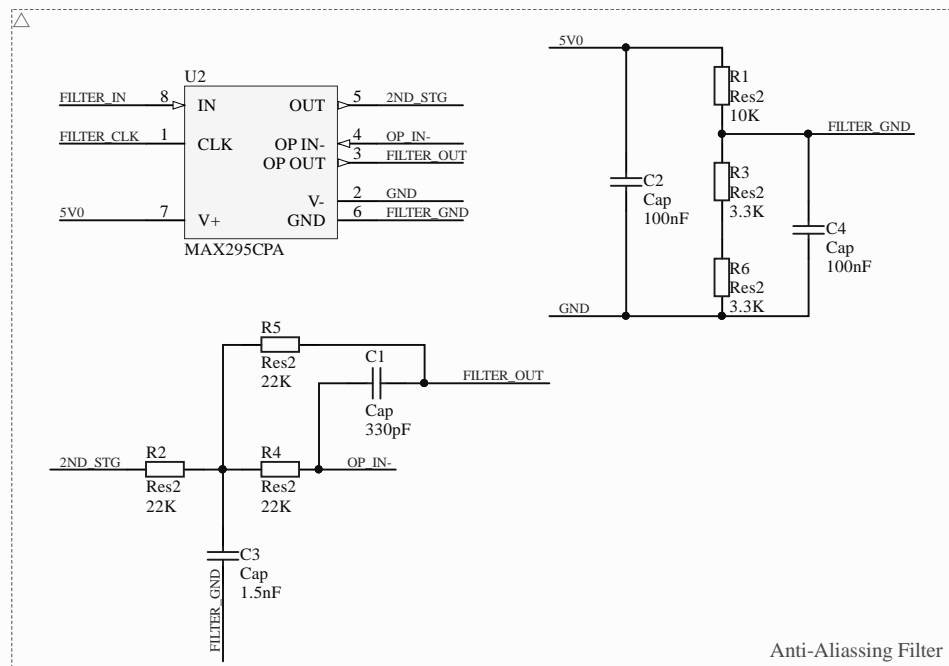 U2
FILTER_IN 8 IN OUT 5 2ND_STG
FILTER_CLK 1 CLK OP IN- 4 OP_IN-
OP OUT 3 FILTER_OUT
V- 2 GND
5V0 7 V+ GND 6 FILTER_GND
MAX295CPA
5V0
R1
Res2
10K
FILTER_GND
R3
Res2
3.3K
C2
Cap
100nF
C4
Cap
100nF
R6
Res2
3.3K
GND
R5
Res2
22K
C1
Cap
330pF
FILTER_OUT
2ND_STG
R2
Res2
22K
R4
Res2
22K
OP_IN-
C3
Cap
1.5nF
FILTER_GND
Anti-Aliassing Filter